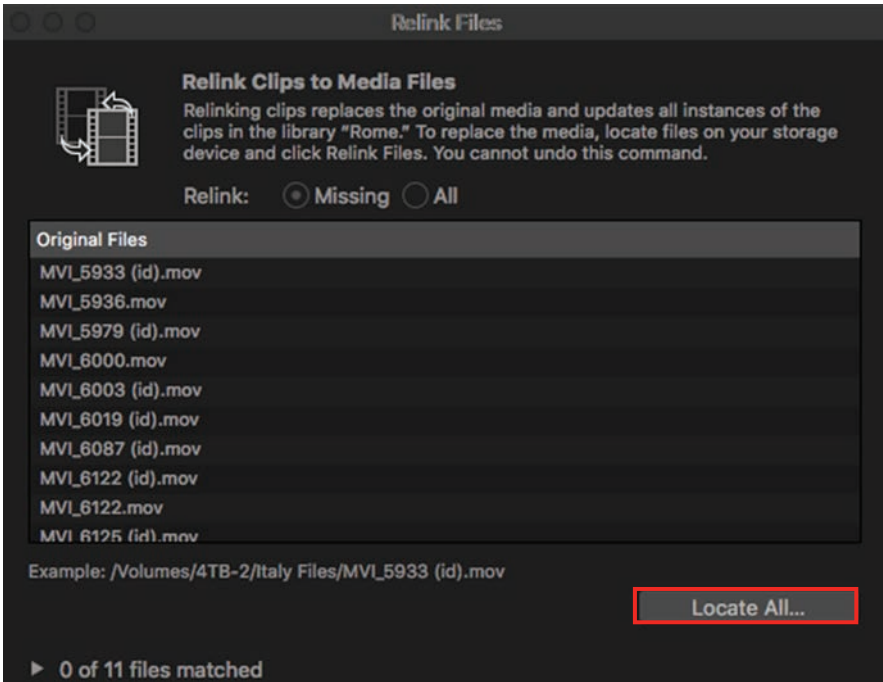 Relink Files
Relink Clips to Media Files
Relinking clips replaces the original media and updates all instances of the
clips in the library “Rome.” To replace the media, locate files on your storage
device and click Relink Files. You cannot undo this command.
Relink: Missing All
Original Files
MVI_5933 (id).mov
MVI_5936.mov
MVI_5979 (id).mov
MVI_6000.mov
MVI_6003 (id).mov
MVI_6019 (id).mov
MVI_6087 (id).mov
MVI_6122 (id).mov
MVI_6122.mov
MVI_6125 (id).mov
Example: /Volumes/4TB-2/Italy Files/MVI_5933 (id).mov
Locate All...
0 of 11 files matched